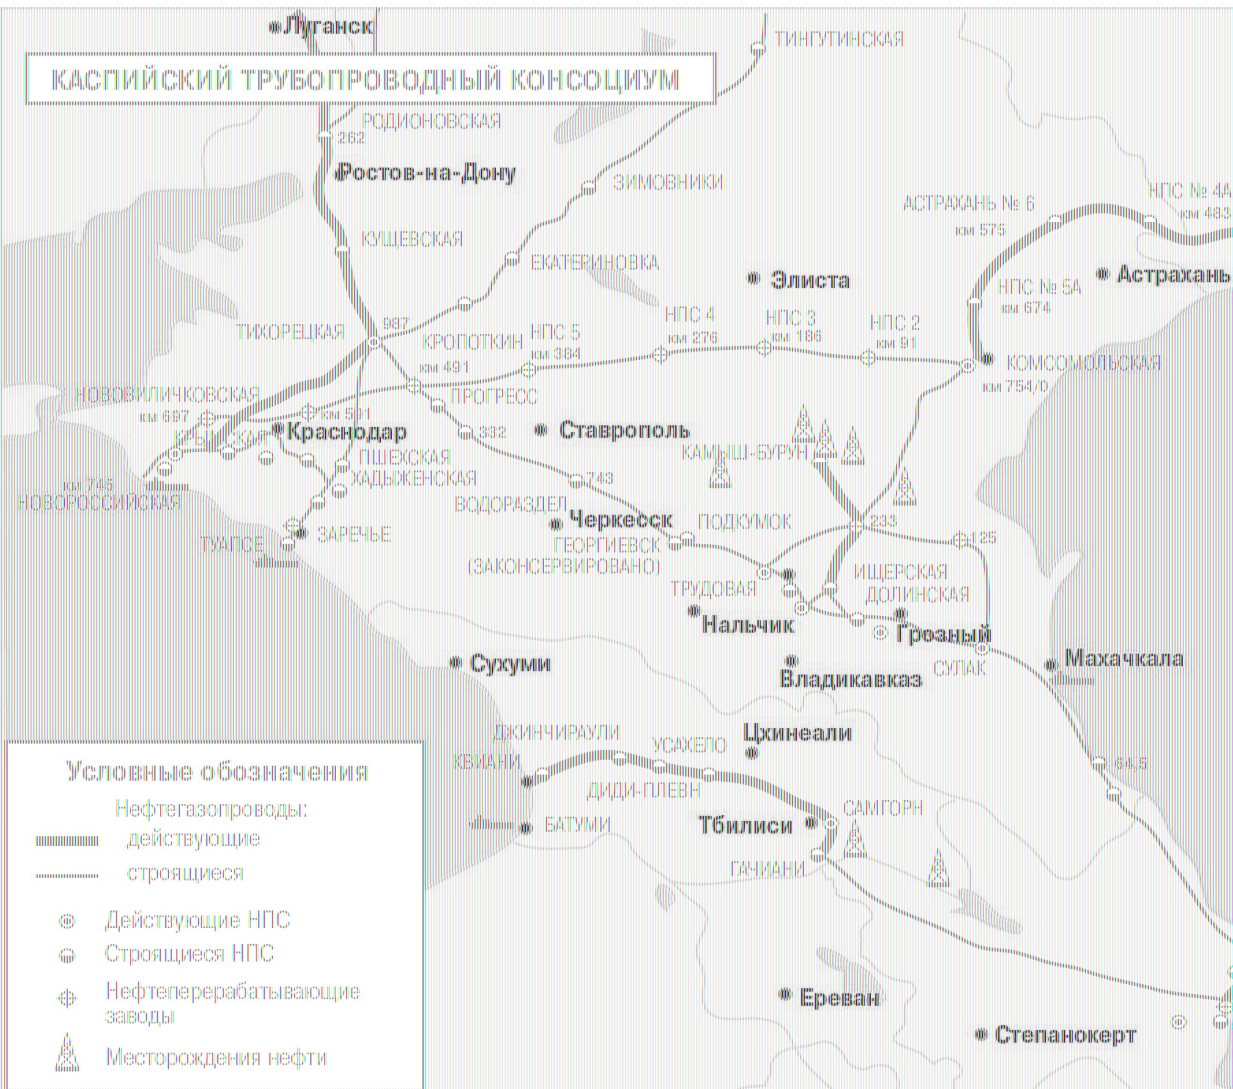 Луганск
ТИНГУТИНСКАЯ
КАСПИЙСКИЙ ТРУБОПРОВОДНЫЙ КОНСОЦИУМ
РОДИОНОВСКАЯ
262
Ростов-на-Дону
ЗИМОВНИКИ
НПС № 4А
км 483
АСТРАХАНЬ № 6
км 575
КУЩЕВСКАЯ
ЕКАТЕРИНОВКА
Элиста
Астрахань
НПС № 5А
км 674
ТИХОРЕЦКАЯ
987
КРОПОТКИН
км 491
НПС 5
км 384
НПС 4
км 276
НПС 3
км 186
НПС 2
км 91
КОМСОМОЛЬСКАЯ
км 754/0
НОВОВИЛИЧКОВСКАЯ
км 697
км 591
ПРОГРЕСС
332
КРЫМСКАЯ
Краснодар
Ставрополь
КАМЫШ-БУРУН
ПШЕХСКАЯ
ХАДЫЖЕНСКАЯ
743
км 745
НОВОРОССИЙСКАЯ
ВОДОРАЗДЕЛ
Черкесск
ПОДКУМОК
233
125
ТУАПСЕ
ЗАРЕЧЬЕ
ГЕОРГИЕВСК
(ЗАКОНСЕРВИРОВАНО)
ТРУДОВАЯ
ИЩЕРСКАЯ
ДОЛИНСКАЯ
Нальчик
Грозный
Сухуми
Владикавказ
СУЛАК
Махачкала
ДЖИНЧИРАУЛИ
УСАХЕЛО
Цхинеали
КВИАНИ
64,5
ДИДИ-ПЛЕВН
БАТУМИ
Тбилиси
САМГОРН
ГАЧИАНИ
Ереван
Степанокерт
Условные обозначения
Нефтегазопроводы:
действующие
строящиеся
Действующие НПС
Строящиеся НПС
Нефтеперерабатывающие
заводы
Месторождения нефти